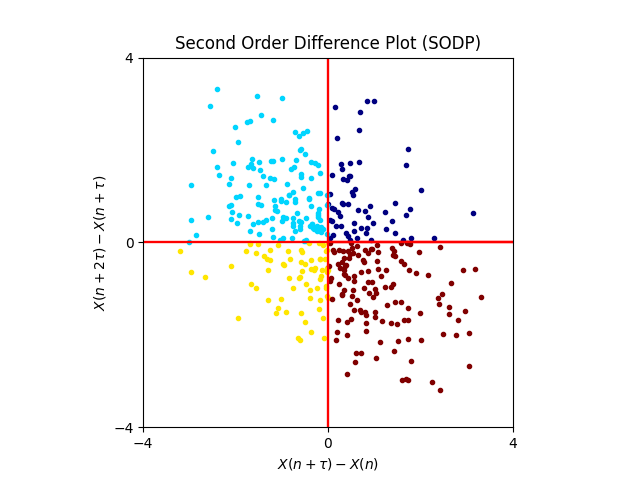 Second Order Difference Plot (SODP)
4
0
−4
X(n + 2τ) − X(n + τ)
−4
0
4
X(n + τ) − X(n)